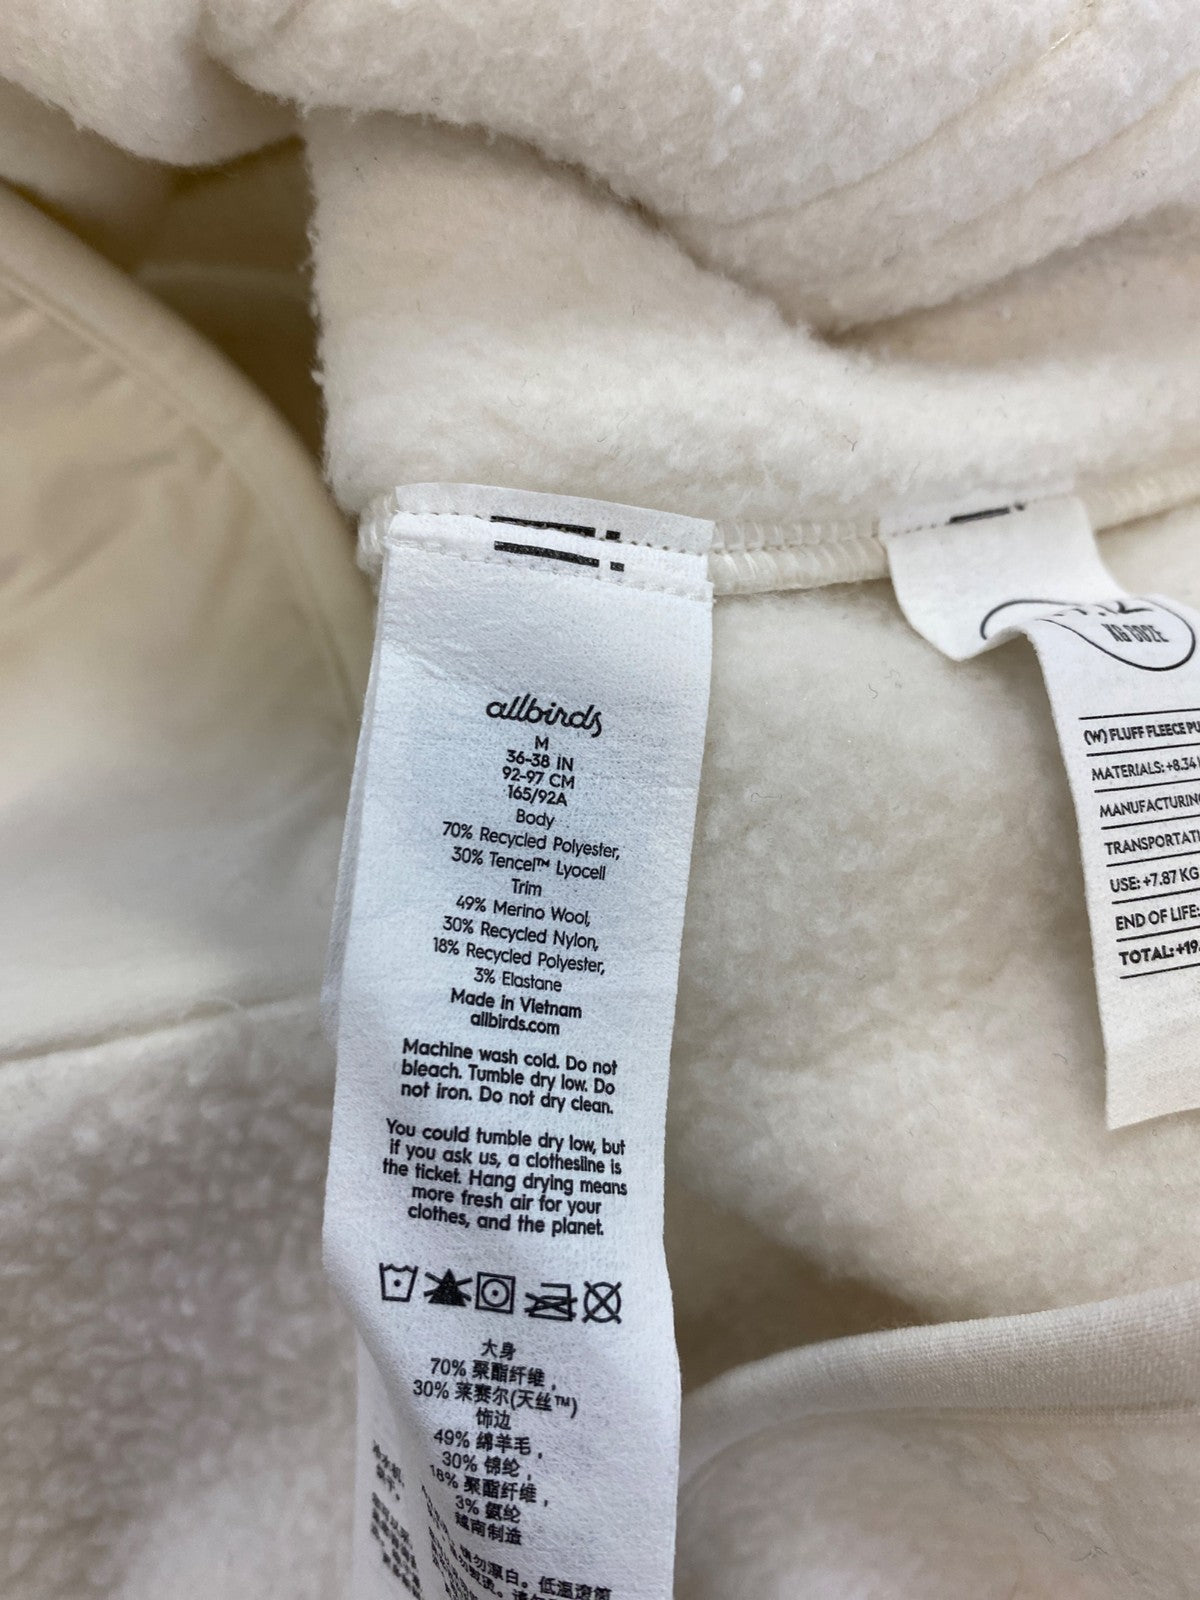 allbirds
M
36-38 IN
92-97 CM
165/92A
Body
70% Recycled Polyester,
30% Tencel™ Lyocell
Trim
49% Merino Wool,
30% Recycled Nylon,
18% Recycled Polyester,
3% Elastane
Made in Vietnam
allbirds.com
Machine wash cold. Do not
bleach. Tumble dry low. Do
not iron. Do not dry clean.
You could tumble dry low, but
if you ask us, a clothesline is
the ticket. Hang drying means
more fresh air for your
clothes, and the planet.
大身
70% 聚酯纤维,
30% 莱赛尔(天丝™)
饰边
49% 绵羊毛,
30% 锦纶,
18% 聚酯纤维,
3% 氨纶
越南制造
KG CO2E
(W) FLUFF FLEECE
MATERIALS: +8.34
USE: +7.87 KG
END OF LIFE:
TOTAL: